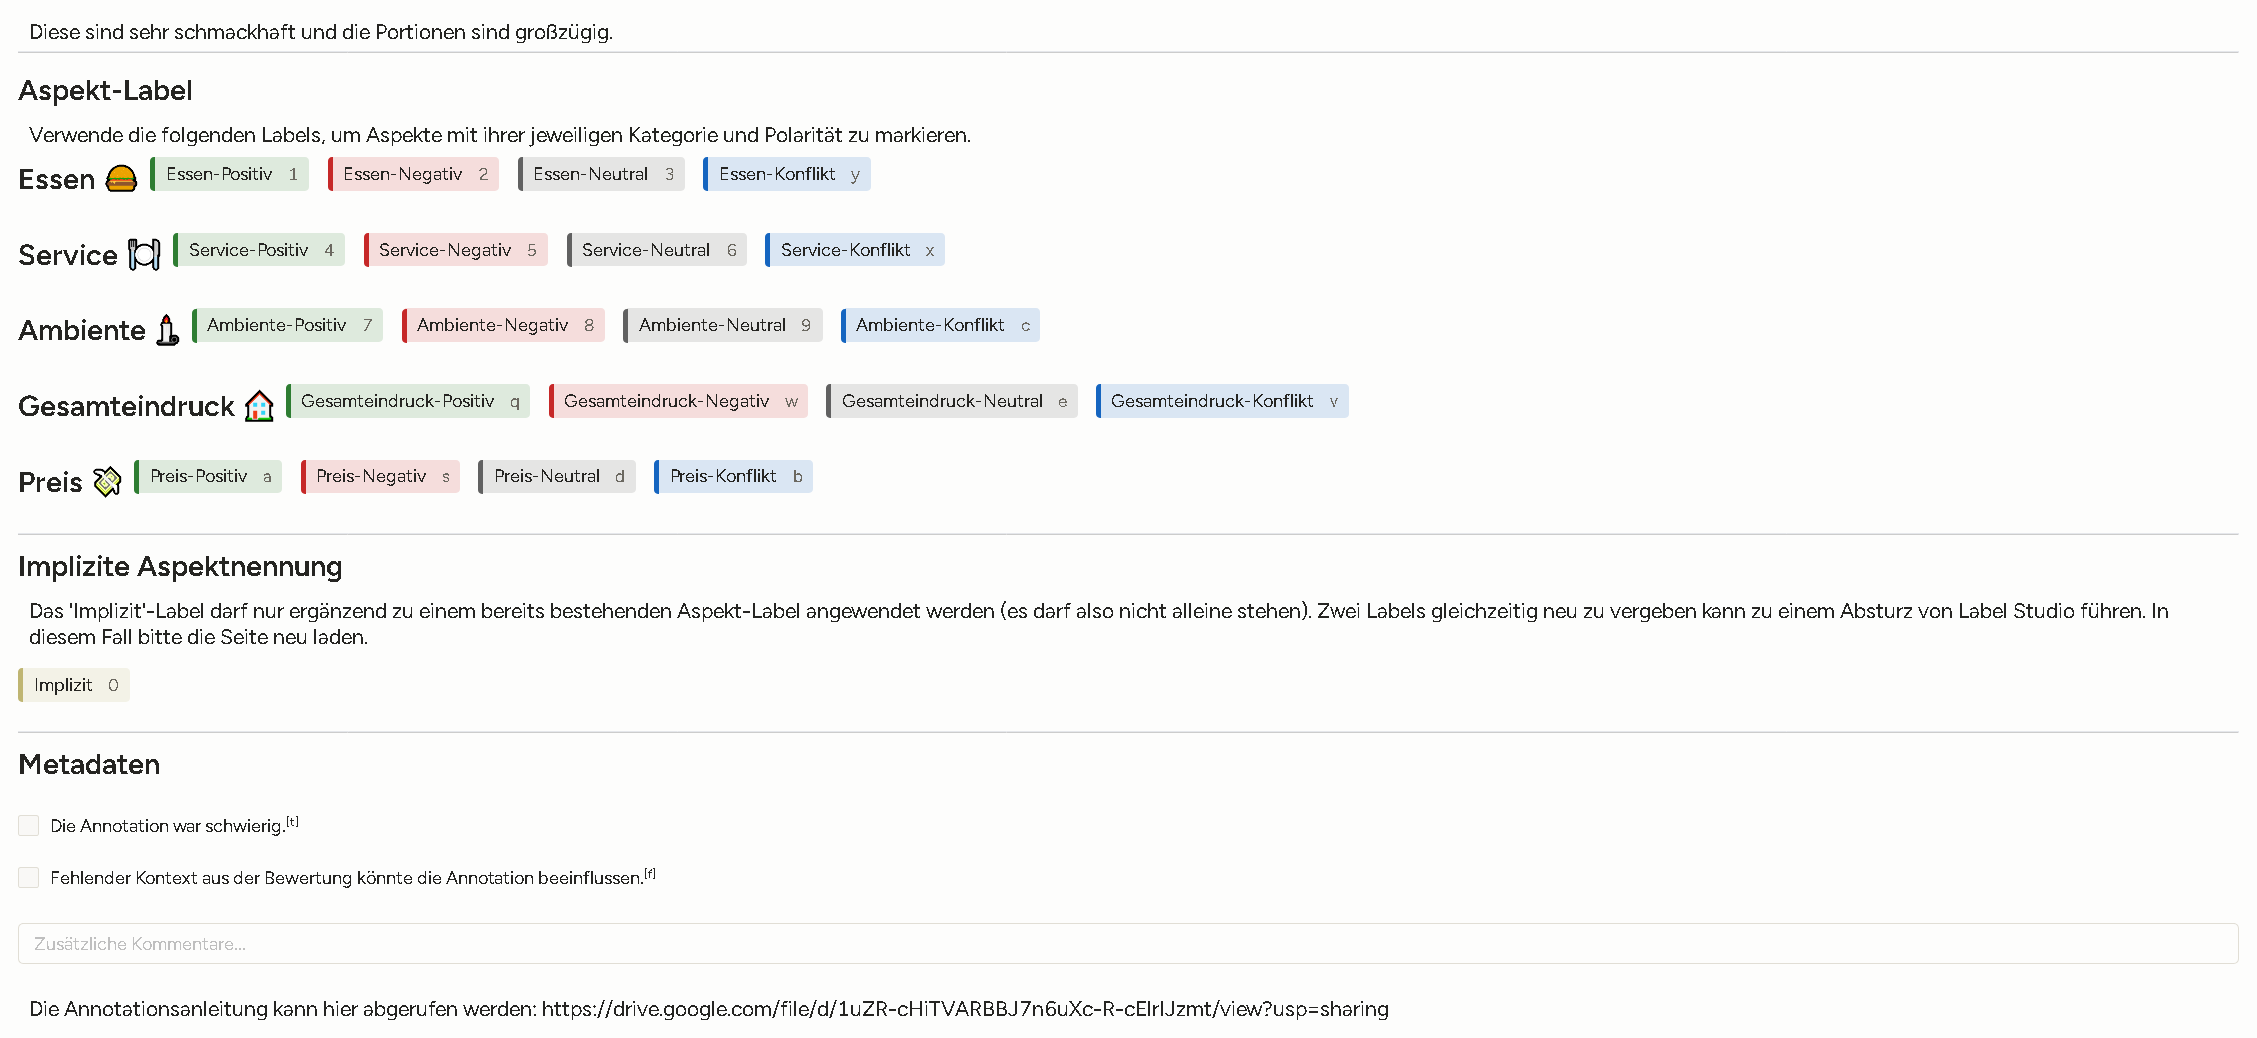 Diese sind sehr schmackhaft und die Portionen sind großzügig.
Aspekt-Label
Verwende die folgenden Labels, um Aspekte mit ihrer jeweiligen Kategorie und Polarität zu markieren.
Essen Essen-Positiv 1 Essen-Negativ 2 Essen-Neutral 3 Essen-Konflikt y
Service Service-Positiv 4 Service-Negativ 5 Service-Neutral 6 Service-Konflikt x
Ambiente Ambiente-Positiv 7 Ambiente-Negativ 8 Ambiente-Neutral 9 Ambiente-Konflikt c
Gesamteindruck Gesamteindruck-Positiv q Gesamteindruck-Negativ w Gesamteindruck-Neutral e Gesamteindruck-Konflikt v
Preis Preis-Positiv a Preis-Negativ s Preis-Neutral d Preis-Konflikt b
Implizite Aspektnennung
Das 'Implizit'-Label darf nur ergänzend zu einem bereits bestehenden Aspekt-Label angewendet werden (es darf also nicht alleine stehen). Zwei Labels gleichzeitig neu zu vergeben kann zu einem Absturz von Label Studio führen. In
diesem Fall bitte die Seite neu laden.
Implizit 0
Metadaten
Die Annotation war schwierig.[t]
Fehlender Kontext aus der Bewertung könnte die Annotation beeinflussen.[f]
Zusätzliche Kommentare...
Die Annotationsanleitung kann hier abgerufen werden: https://drive.google.com/file/d/1uZR-cHiTVARBBJ7n6uXc-R-cElrlJzmt/view?usp=sharing